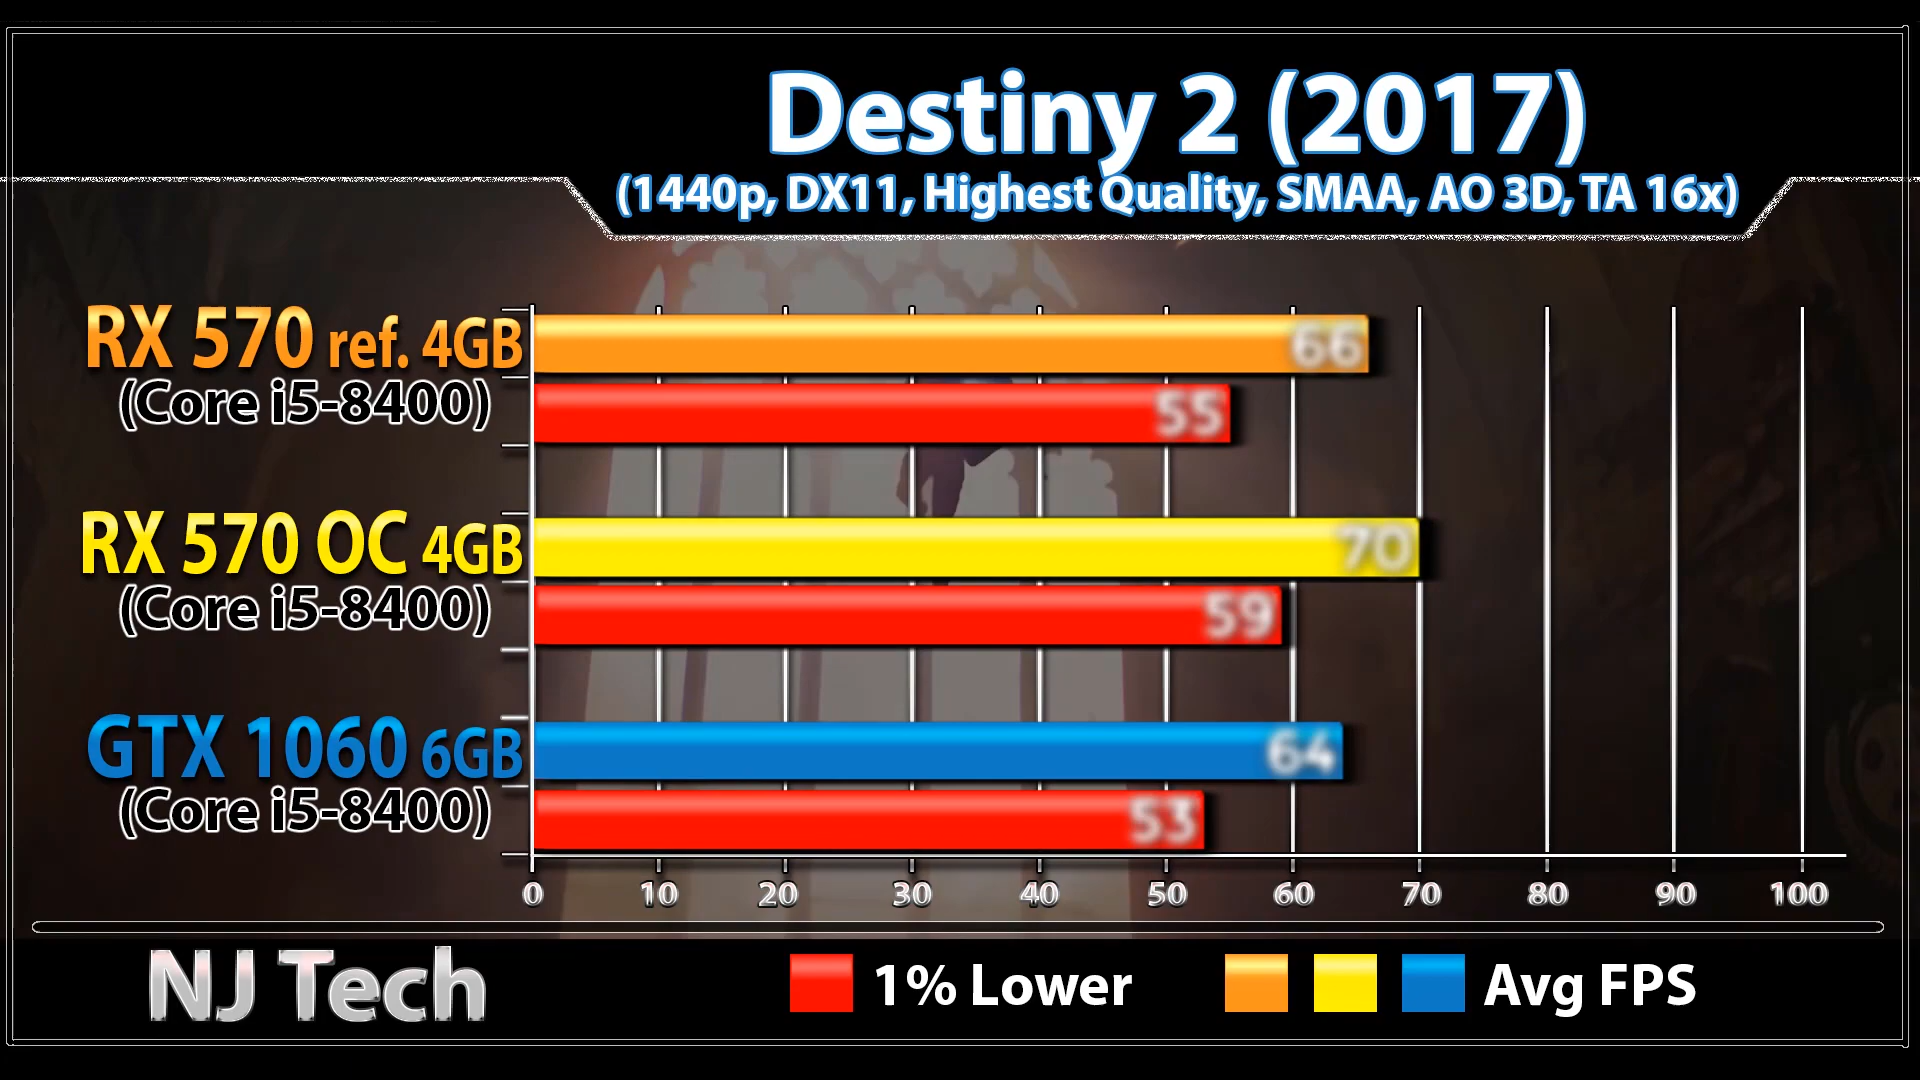 Destiny 2 (2017)
(1440p, DX11, Highest Quality, SMAA, AO 3D, TA 16x)
RX 570 ref. 4GB
(Core i5-8400)
66
55
RX 570 OC 4GB
(Core i5-8400)
70
59
GTX 1060 6GB
(Core i5-8400)
64
53
0 10 20 30 40 50 60 70 80 90 100
NJ Tech
1% Lower
Avg FPS